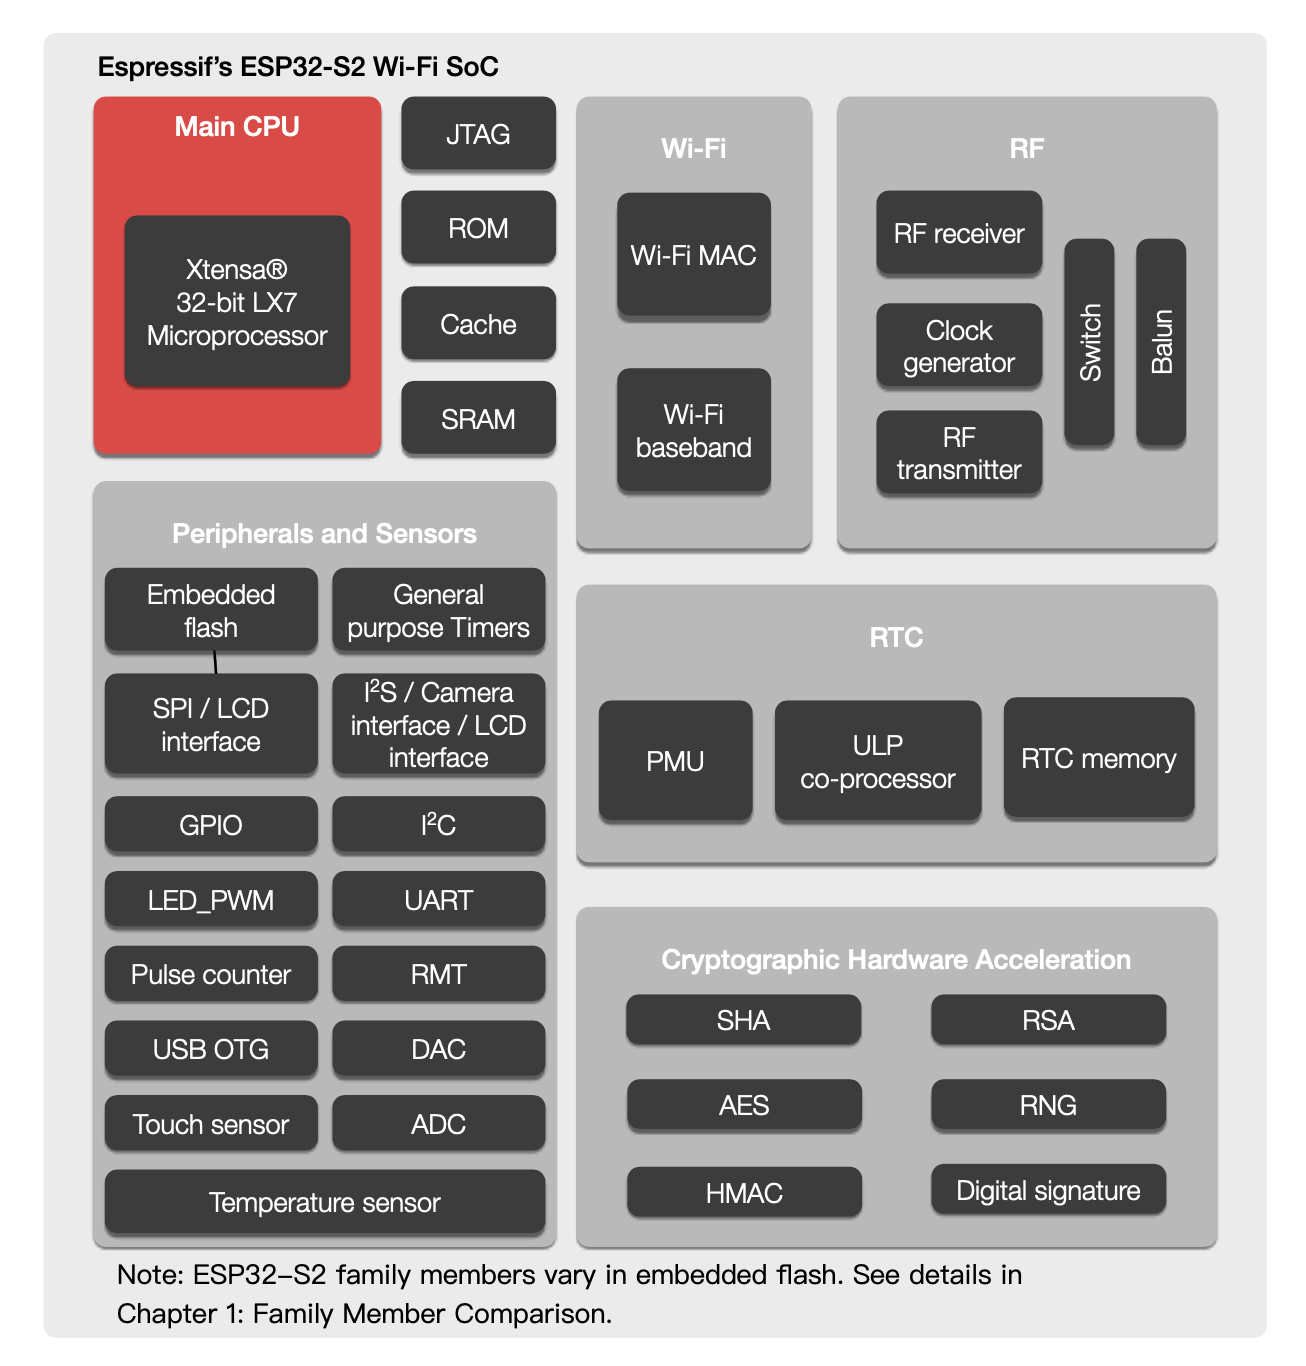 Espressif's ESP32-S2 Wi-Fi SoC
Main CPU
Xtensa®
32-bit LX7
Microprocessor
JTAG
ROM
Cache
SRAM
Wi-Fi
Wi-Fi MAC
Wi-Fi
baseband
RF
RF receiver
Clock
generator
RF
transmitter
Switch
Balun
Peripherals and Sensors
Embedded
flash
General
purpose Timers
SPI / LCD
interface
I²S / Camera
interface / LCD
interface
GPIO
I²C
LED_PWM
UART
Pulse counter
RMT
USB OTG
DAC
Touch sensor
ADC
Temperature sensor
RTC
PMU
ULP
co-processor
RTC memory
Cryptographic Hardware Acceleration
SHA
RSA
AES
RNG
HMAC
Digital signature
Note: ESP32–S2 family members vary in embedded flash. See details in
Chapter 1: Family Member Comparison.